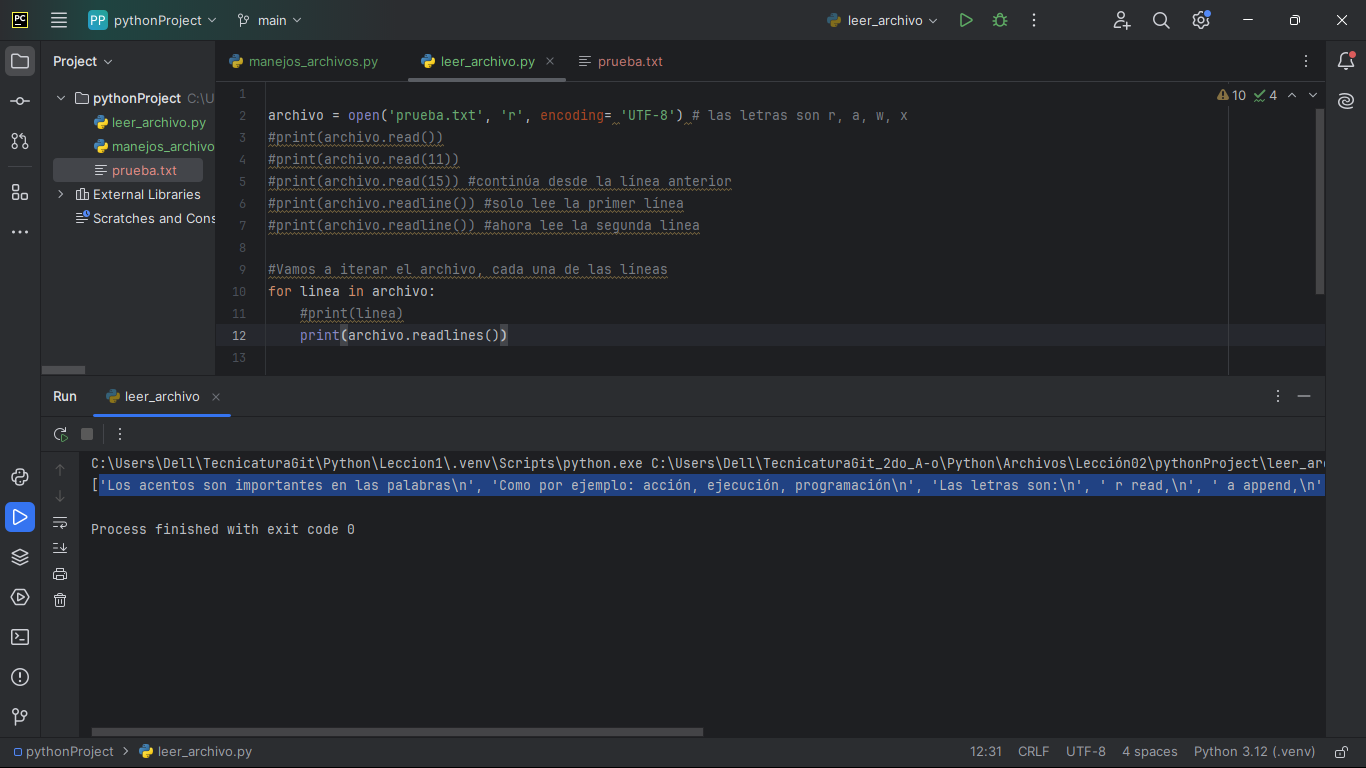 PC
PP pythonProject
main
leer_archivo
Project
manejos_archivos.py
leer_archivo.py
prueba.txt
pythonProject C:\U
leer_archivo.py
manejos_archivo
prueba.txt
External Libraries
Scratches and Cons
10 4
1
2 archivo = open('prueba.txt', 'r', encoding= 'UTF-8') # las letras son r, a, w, x
3 #print(archivo.read())
4 #print(archivo.read(11))
5 #print(archivo.read(15)) #continúa desde la línea anterior
6 #print(archivo.readline()) #solo lee la primer línea
7 #print(archivo.readline()) #ahora lee la segunda linea
8
9 #Vamos a iterar el archivo, cada una de las líneas
10 for linea in archivo:
11 #print(linea)
12 print(archivo.readlines())
13
Run
leer_archivo
C:\Users\Dell\TecnicaturaGit\Python\Leccion1\.venv\Scripts\python.exe C:\Users\Dell\TecnicaturaGit_2do_A-o\Python\Archivos\Lección02\pythonProject\leer_arc
['Los acentos son importantes en las palabras\n', 'Como por ejemplo: acción, ejecución, programación\n', 'Las letras son:\n', ' r read,\n', ' a append,\n'
Process finished with exit code 0
pythonProject > leer_archivo.py
12:31 CRLF UTF-8 4 spaces Python 3.12 (.venv)